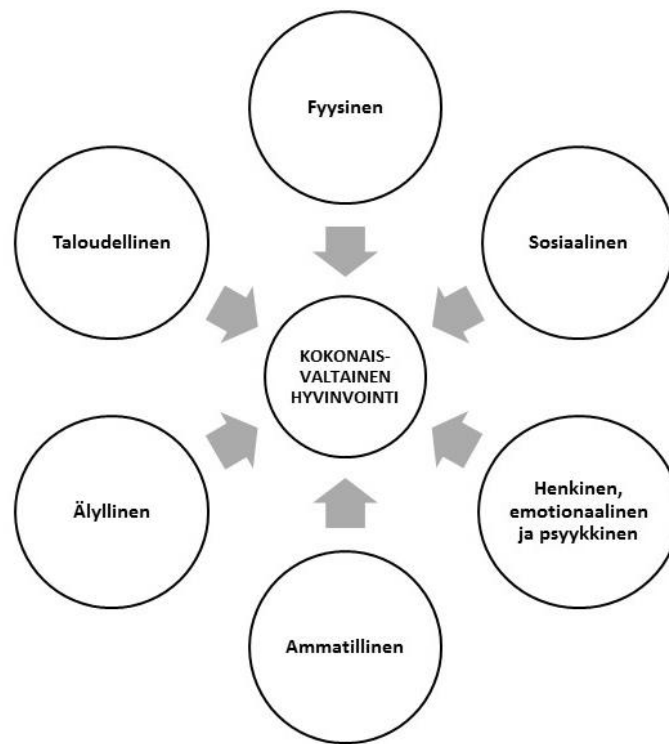 Fyysinen
Taloudellinen
Sosiaalinen
KOKONAIS-
VALTAINEN
HYVINVOINTI
Älyllinen
Henkinen,
emotionaalinen
ja psyykkinen
Ammatillinen